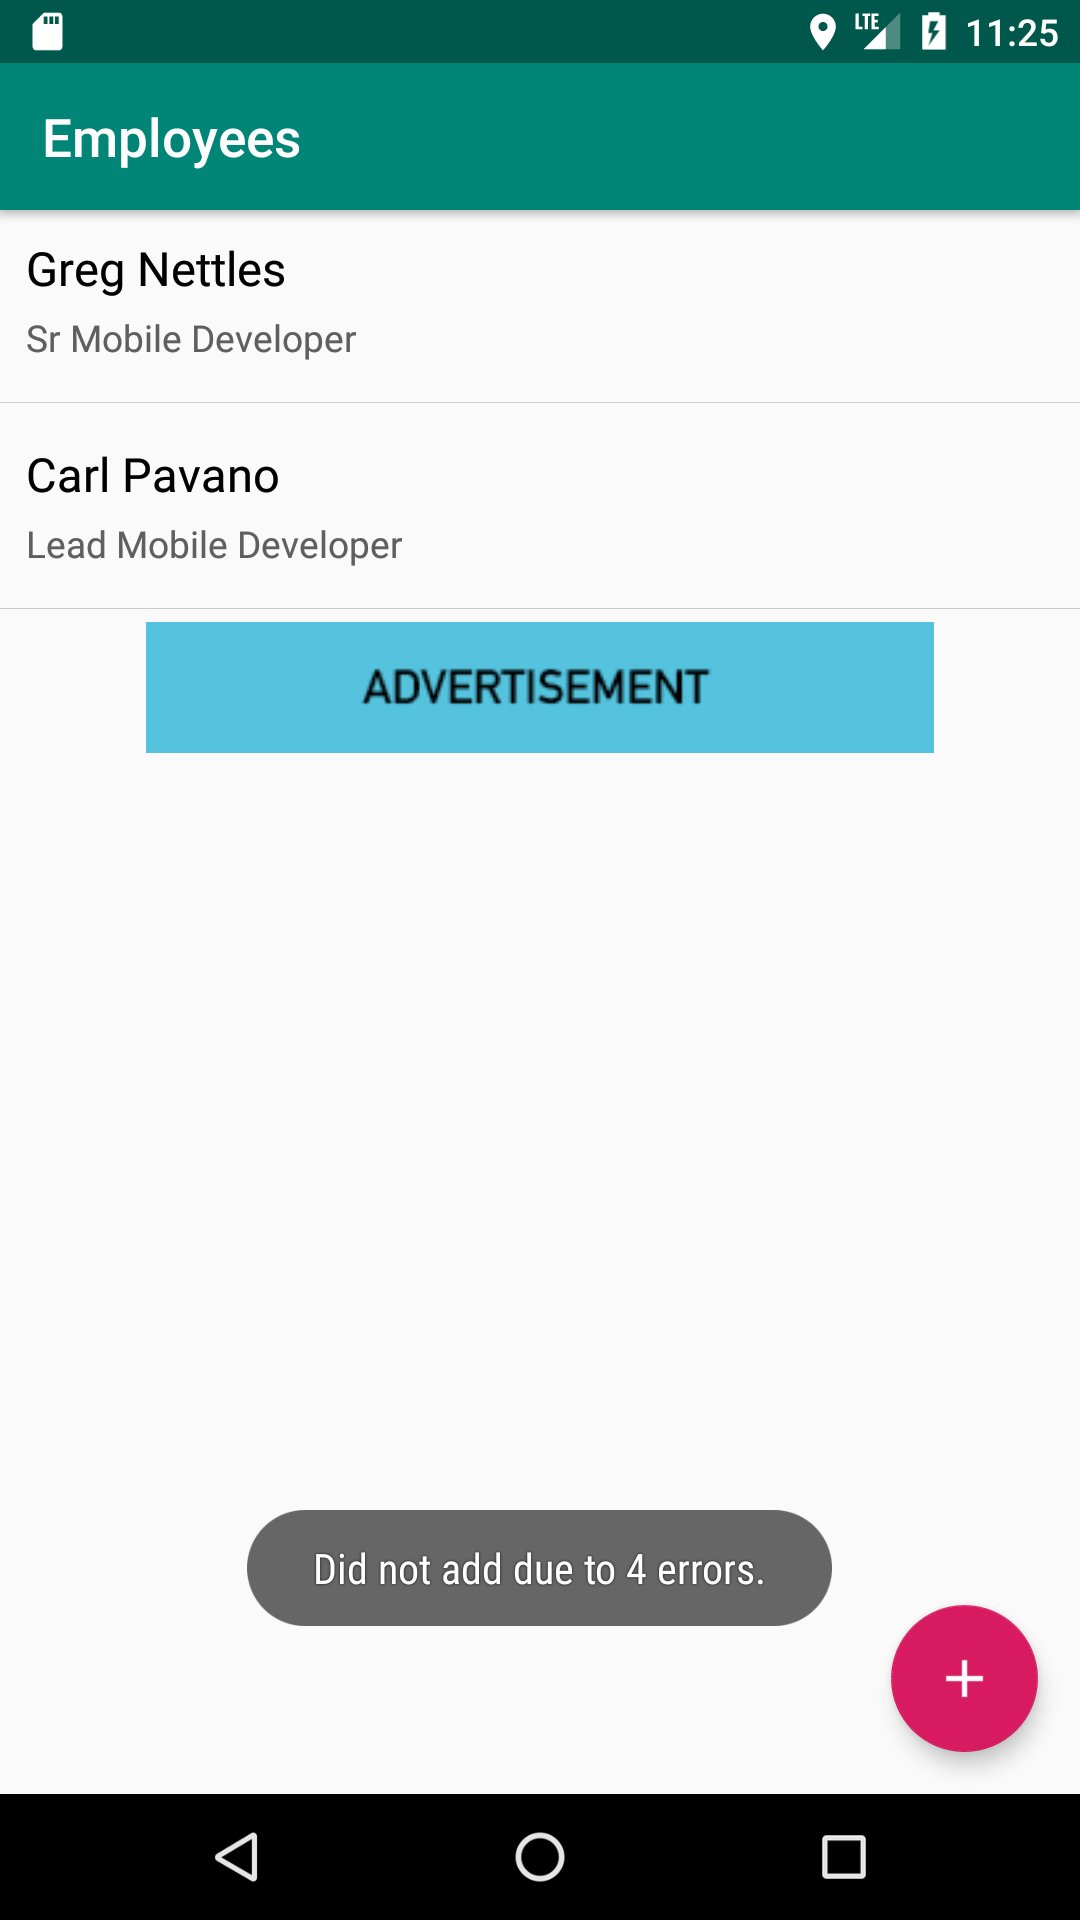 LTE 11:25
Employees
Greg Nettles
Sr Mobile Developer
Carl Pavano
Lead Mobile Developer
ADVERTISEMENT
Did not add due to 4 errors.
+